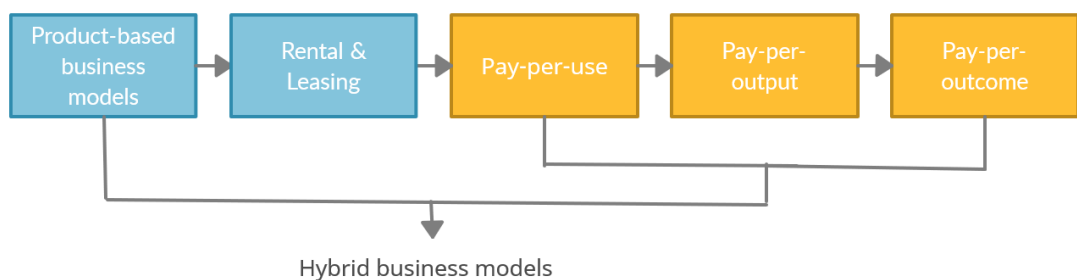 Product-based
business
models
Rental &
Leasing
Pay-per-use
Pay-per-
output
Pay-per-
outcome
Hybrid business models